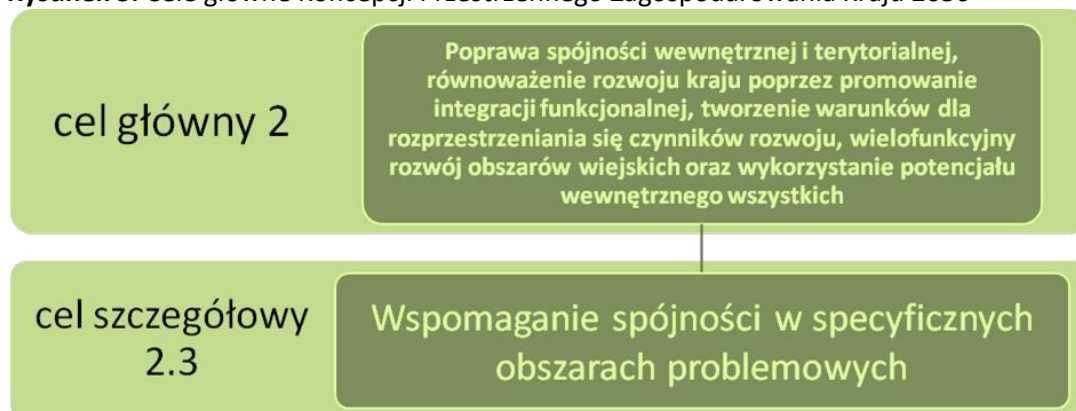 cel główny 2
Poprawa spójności wewnętrznej i terytorialnej,
równoważenie rozwoju kraju poprzez promowanie
integracji funkcjonalnej, tworzenie warunków dla
rozprzestrzeniania się czynników rozwoju, wielofunkcyjny
rozwój obszarów wiejskich oraz wykorzystanie potencjału
wewnętrznego wszystkich
cel szczegółowy
2.3
Wspomaganie spójności w specyficznych
obszarach problemowych